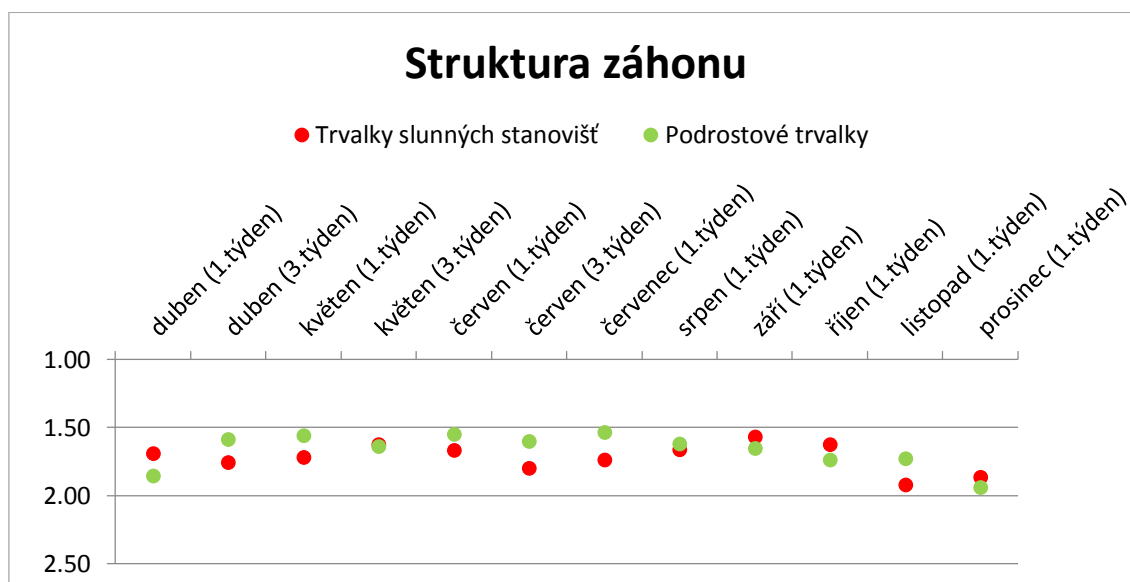 Struktura záhonu
Trvalky slunných stanovišť
Podrostové trvalky
duben (1.týden)
duben (3.týden)
květen (1.týden)
květen (3.týden)
červen (1.týden)
červen (3.týden)
červenec (1.týden)
srpen (1.týden)
září (1.týden)
říjen (1.týden)
listopad (1.týden)
prosinec (1.týden)
1.00
1.50
2.00
2.50